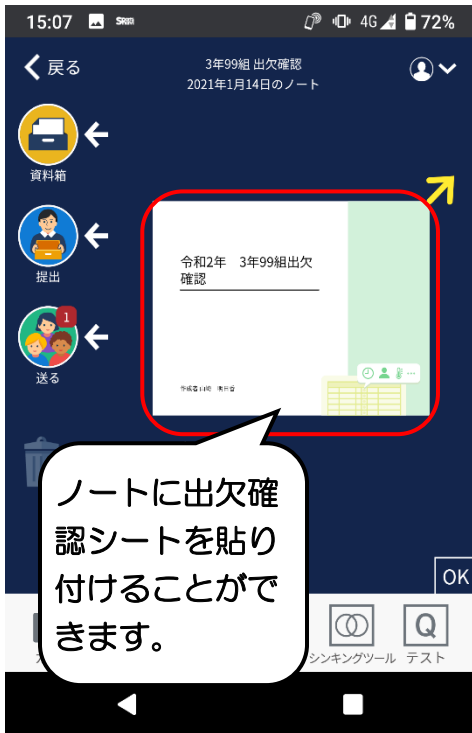 15:07 SRIR 4G 72%
戻る
3年99組 出欠確認
2021年1月14日のノート
資料箱
提出
1
送る
令和2年 3年99組出欠
確認
ノートに出欠確
認シートを貼り
付けることがで
きます。
OK
シンキングツール テスト
Q